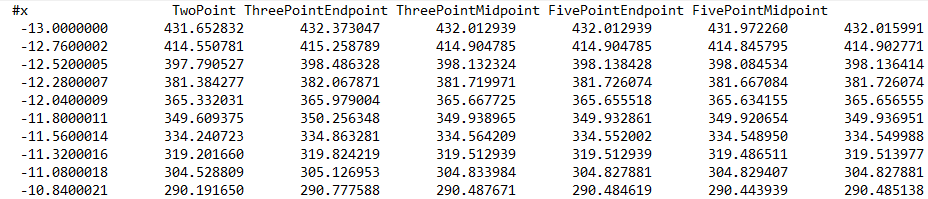 #x TwoPoint ThreePointEndpoint ThreePointMidpoint FivePointEndpoint FivePointMidpoint
-13.0000000 431.652832 432.373047 432.012939 432.012939 431.972260 432.015991
-12.7600002 414.550781 415.258789 414.904785 414.904785 414.845795 414.902771
-12.5200005 397.790527 398.486328 398.132324 398.138428 398.084534 398.136414
-12.2800007 381.384277 382.067871 381.719971 381.726074 381.667084 381.726074
-12.0400009 365.332031 365.979004 365.667725 365.655518 365.634155 365.656555
-11.8000011 349.609375 350.256348 349.938965 349.932861 349.920654 349.936951
-11.5600014 334.240723 334.863281 334.564209 334.552002 334.548950 334.549988
-11.3200016 319.201660 319.824219 319.512939 319.512939 319.486511 319.513977
-11.0800018 304.528809 305.126953 304.833984 304.827881 304.829407 304.827881
-10.8400021 290.191650 290.777588 290.487671 290.484619 290.443939 290.485138